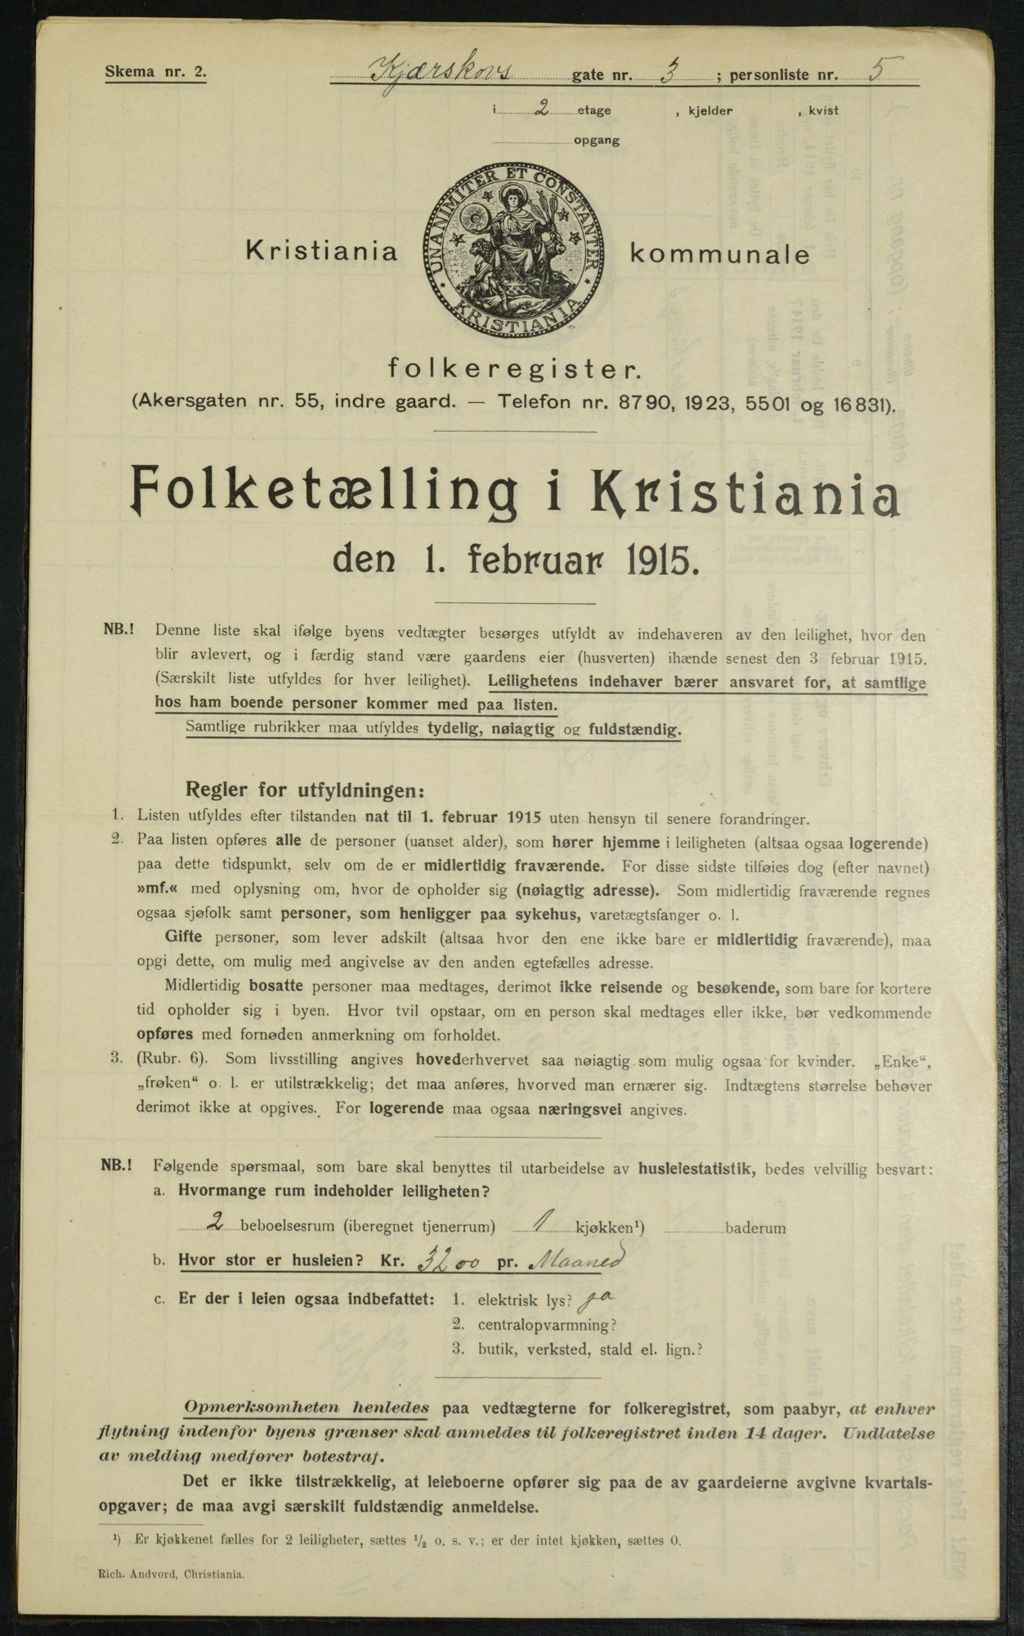 Skema nr. 2.
Kjærskovs gate nr. 3 ; personliste nr. 5
i 2 etage , kjelder , kvist
opgang
Kristiania
UNANIMITER ET CONSTANTER
KRISTIANIA
kommunale
folkeregister.
(Akersgaten nr. 55, indre gaard. — Telefon nr. 8790, 1923, 5501 og 16831).
Folketælling i Kristiania
den 1. februar 1915.
NB.! Denne liste skal ifølge byens vedtægter besørges utfyldt av indehaveren av den leilighet, hvor den
blir avlevert, og i færdig stand være gaardens eier (husverten) ihænde senest den 3 februar 1915.
(Særskilt liste utfyldes for hver leilighet). Leilighetens indehaver bærer ansvaret for, at samtlige
hos ham boende personer kommer med paa listen.
Samtlige rubrikker maa utfyldes tydelig, nøiagtig og fuldstændig.
Regler for utfyldningen:
1. Listen utfyldes efter tilstanden nat til 1. februar 1915 uten hensyn til senere forandringer.
2. Paa listen opføres alle de personer (uanset alder), som hører hjemme i leiligheten (altsaa ogsaa logerende)
paa dette tidspunkt, selv om de er midlertidig fraværende. For disse sidste tilføies dog (efter navnet)
»mf.« med oplysning om, hvor de opholder sig (nøiagtig adresse). Som midlertidig fraværende regnes
ogsaa sjøfolk samt personer, som henligger paa sykehus, varetægtsfanger o. l.
Gifte personer, som lever adskilt (altsaa hvor den ene ikke bare er midlertidig fraværende), maa
opgi dette, om mulig med angivelse av den anden egtefælles adresse.
Midlertidig bosatte personer maa medtages, derimot ikke reisende og besøkende, som bare for kortere
tid opholder sig i byen. Hvor tvil opstaar, om en person skal medtages eller ikke, bør vedkommende
opføres med fornøden anmerkning om forholdet.
3. (Rubr. 6). Som livsstilling angives hovederhvervet saa nøiagtig som mulig ogsaa for kvinder. „Enke“,
„frøken“ o. l. er utilstrækkelig; det maa anføres, hvorved man ernærer sig. Indtægtens størrelse behøver
derimot ikke at opgives. For logerende maa ogsaa næringsvei angives.
NB.! Følgende spørsmaal, som bare skal benyttes til utarbeidelse av husleiestatistik, bedes velvillig besvart:
a. Hvormange rum indeholder leiligheten?
2 beboelsesrum (iberegnet tjenerrum) 1 kjøkken¹) baderum
b. Hvor stor er husleien? Kr. 32 00 pr. Maaned
c. Er der i leien ogsaa indbefattet: 1. elektrisk lys? ja
2. centralopvarmning?
3. butik, verksted, stald el. lign.?
Opmerksomheten henledes paa vedtægterne for folkeregistret, som paabyr, at enhver
flytning indenfor byens grænser skal anmeldes til folkeregistret inden 14 dager. Undlatelse
av melding medfører bøtestraf.
Det er ikke tilstrækkelig, at leieboerne opfører sig paa de av gaardeierne avgivne kvartals-
opgaver; de maa avgi særskilt fuldstændig anmeldelse.
¹) Er kjøkkenet fælles for 2 leiligheter, sættes ½ o. s. v.; er der intet kjøkken, sættes 0.
Rich. Andvord, Christiania.